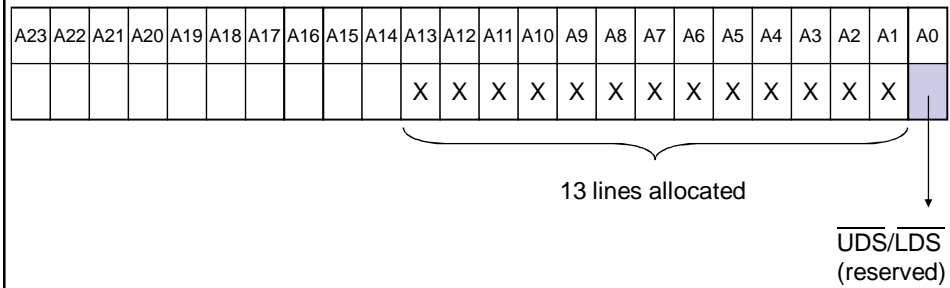 A23 A22 A21 A20 A19 A18 A17 A16 A15 A14 A13 A12 A11 A10 A9 A8 A7 A6 A5 A4 A3 A2 A1 A0
X X X X X X X X X X X X X
13 lines allocated
UDS/LDS
(reserved)